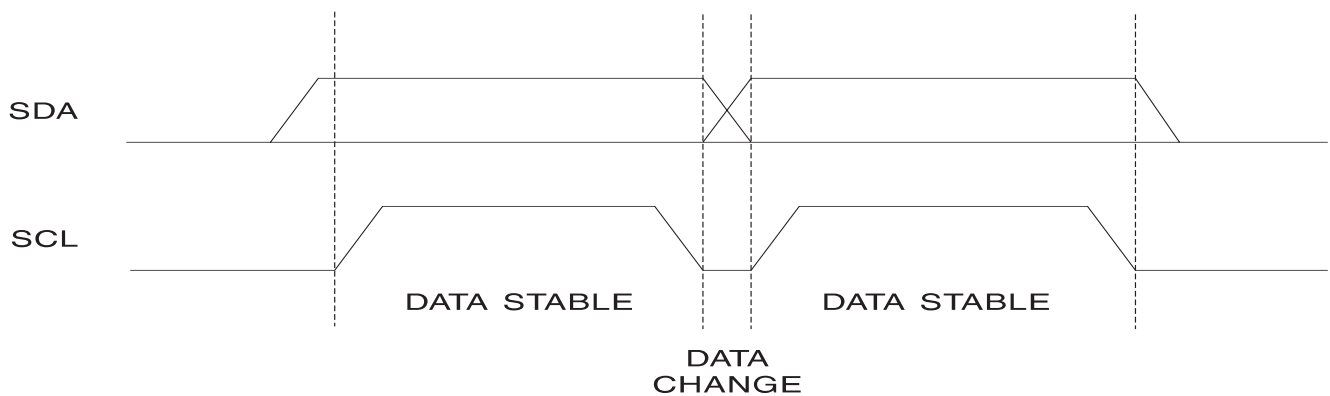 SDA
SCL
DATA STABLE
DATA STABLE
DATA
CHANGE